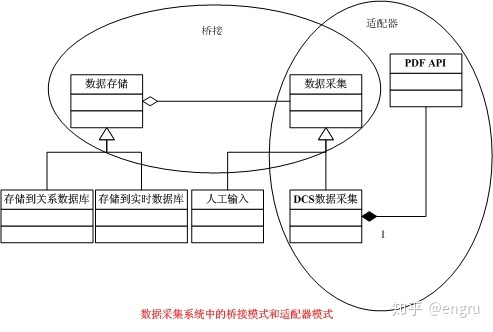 桥接
适配器
数据存储
数据采集
PDF API
存储到关系数据库
存储到实时数据库
人工输入
DCS数据采集
1
数据采集系统中的桥接模式和适配器模式
知乎 @engru